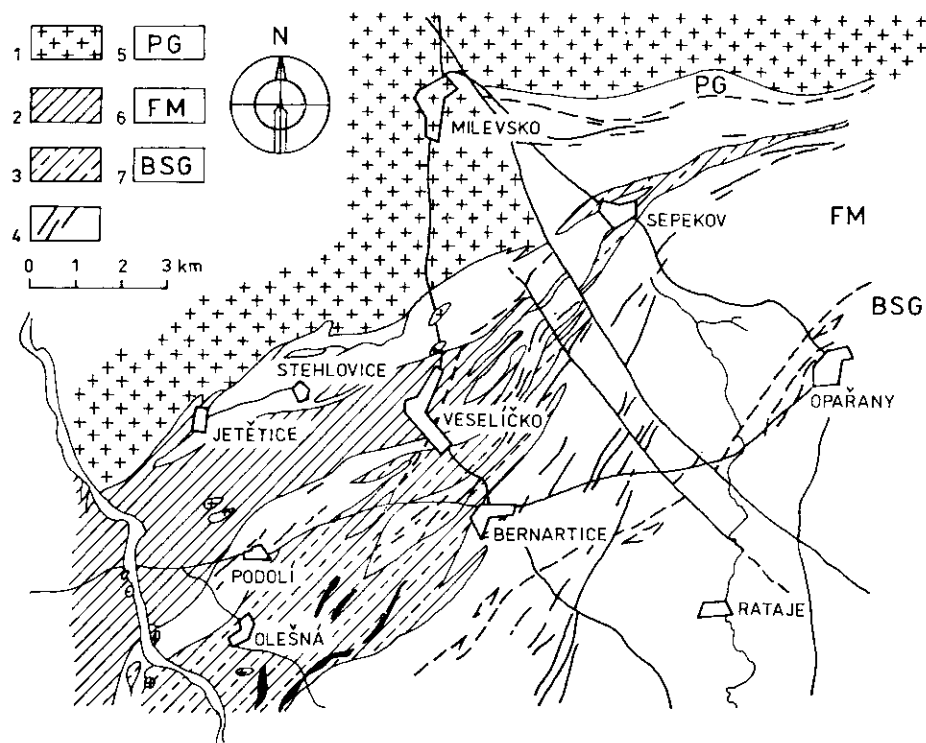 1
5 PG
2
6 FM
3
7 BSG
4
0 1 2 3 km
N
PG
MILEVSKO
SEPEKOV
FM
BSG
STEHLOVICE
OPAŘANY
JETĚTICE
VESELÍČKO
BERNARTICE
PODOLÍ
RATAJE
OLEŠNÁ